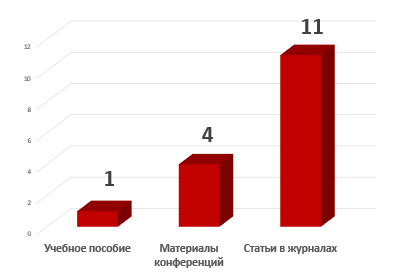 11
12
10
8
6
4
2
0
4
1
Учебное пособие
Материалы
конференций
Статьи в журналах